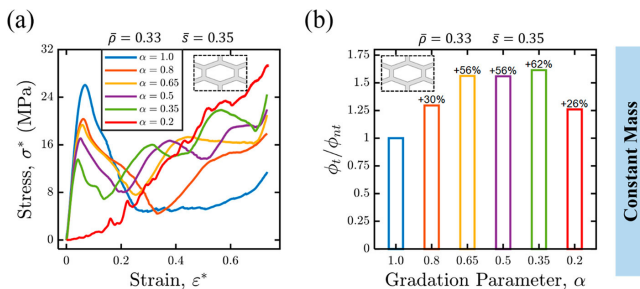 (a)
ρ̄ = 0.33 s̄ = 0.35
32
24
16
8
0
Stress, σ* (MPa)
α = 1.0
α = 0.8
α = 0.65
α = 0.5
α = 0.35
α = 0.2
0 0.2 0.4 0.6
Strain, ε*
(b)
ρ̄ = 0.33 s̄ = 0.35
1.75
1.5
1.25
1
0.75
0.5
0.25
0
ϕt/ϕnt
+30%
+56%
+56%
+62%
+26%
1.0 0.8 0.65 0.5 0.35 0.2
Gradation Parameter, α
Constant Mass